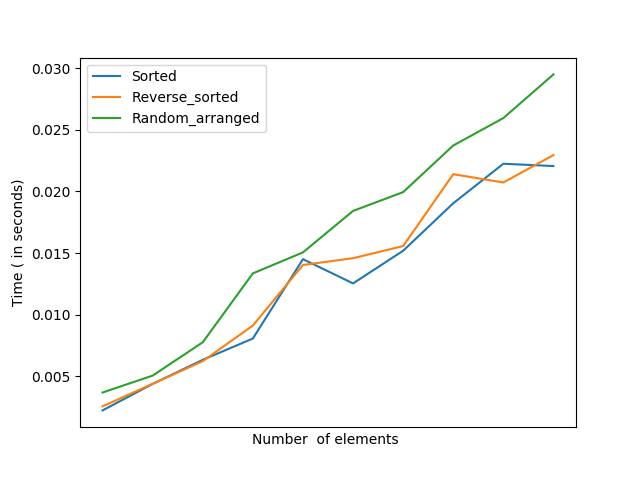 0.030
0.025
0.020
0.015
0.010
0.005
Time ( in seconds)
Sorted
Reverse_sorted
Random_arranged
Number  of elements